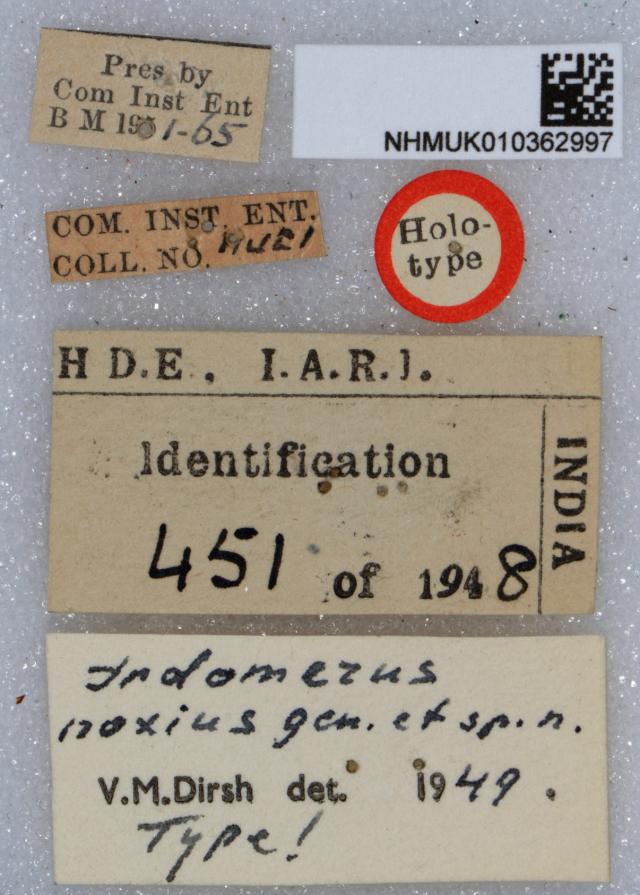 Pres by
Com Inst Ent
B M 1951-65
NHMUK010362997
COM. INST. ENT.
COLL. NO.
Holo-
type
H D.E. I.A.R.I.
Identification
451 of 1948
INDIA
Indomerus
noxius gen. et sp. n.
V.M.Dirsh det. 1949.
Type!